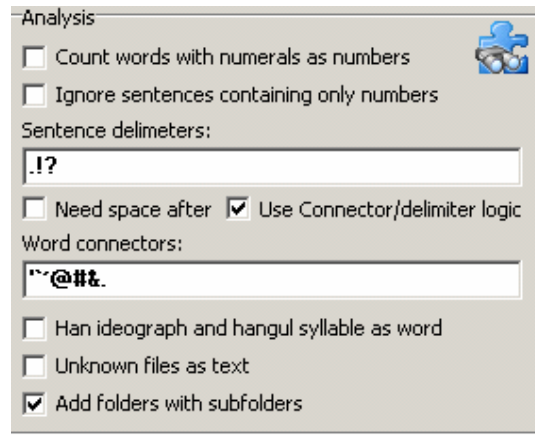 Analysis
Count words with numerals as numbers
Ignore sentences containing only numbers
Sentence delimeters:
.!?
Need space after Use Connector/delimiter logic
Word connectors:
"`@#&.
Han ideograph and hangul syllable as word
Unknown files as text
Add folders with subfolders